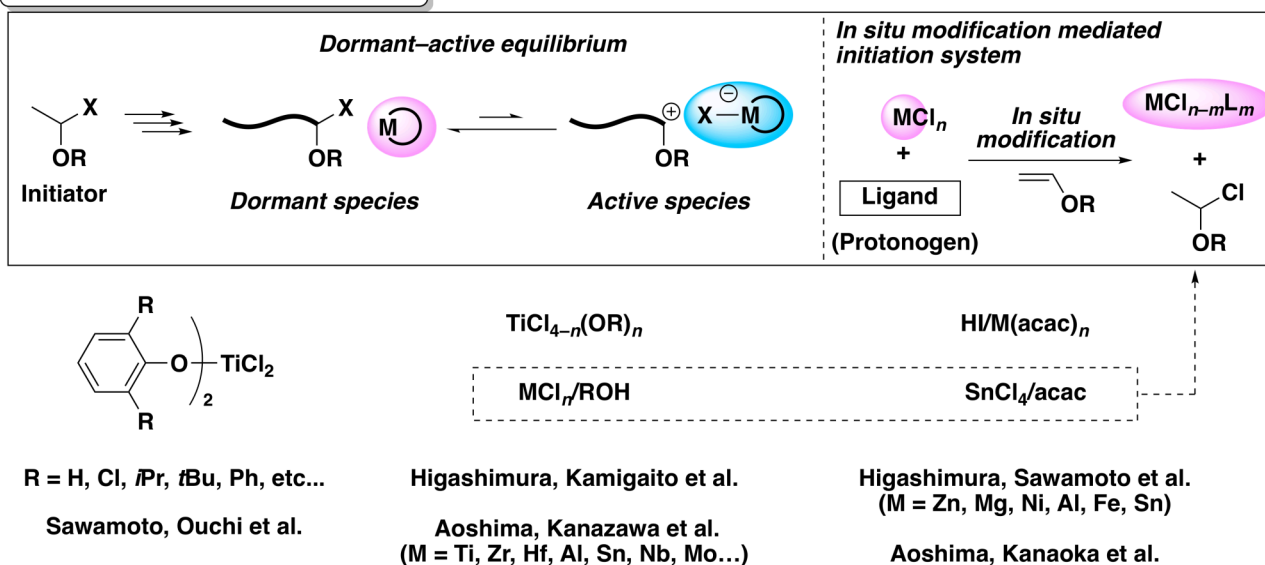 Dormant–active equilibrium
X
OR
Initiator
X
M
OR
Dormant species
⊕
⊖
X—M
OR
Active species
In situ modification mediated
initiation system
MClₙ
+
Ligand
(Protonogen)
In situ
modification
OR
MClₙ₋ₘLₘ
+
Cl
OR
R
O
TiCl₂
2
R
R = H, Cl, iPr, tBu, Ph, etc...
Sawamoto, Ouchi et al.
TiCl₄₋ₙ(OR)ₙ
MClₙ/ROH
Higashimura, Kamigaito et al.
Aoshima, Kanazawa et al.
(M = Ti, Zr, Hf, Al, Sn, Nb, Mo...)
HI/M(acac)ₙ
SnCl₄/acac
Higashimura, Sawamoto et al.
(M = Zn, Mg, Ni, Al, Fe, Sn)
Aoshima, Kanaoka et al.